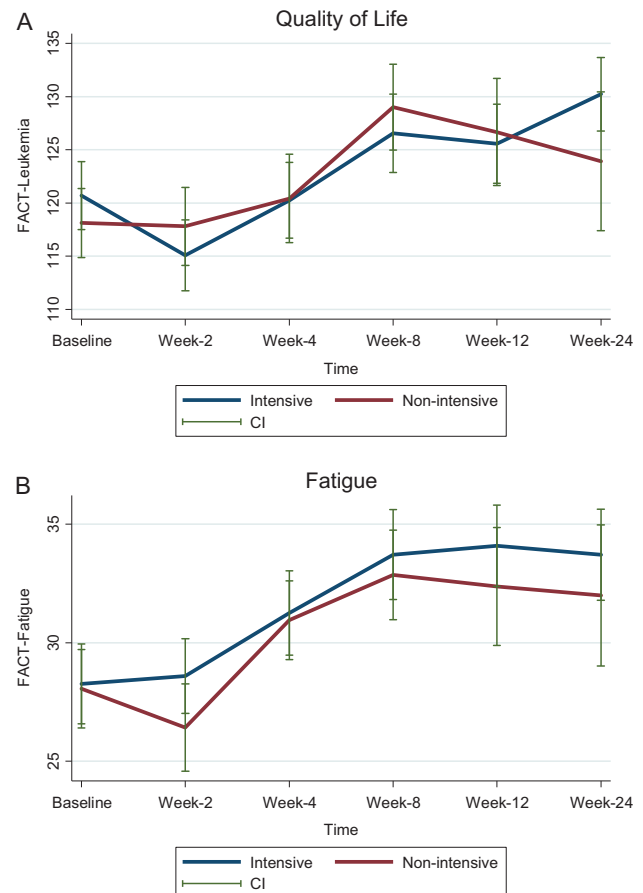 A
Quality of Life
FACT-Leukemia
135
130
125
120
115
110
Baseline Week-2 Week-4 Week-8 Week-12 Week-24
Time
Intensive Non-intensive
CI
B
Fatigue
FACT-Fatigue
35
30
25
Baseline Week-2 Week-4 Week-8 Week-12 Week-24
Time
Intensive Non-intensive
CI